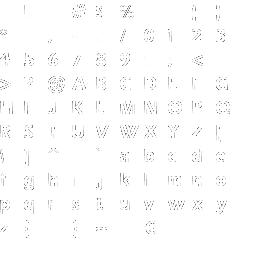 ! # $ % ( )
* , - . / 0 1 2 3
4 5 6 7 8 9 : ; <
> ? @ A B C D E F G
H I J K L M N O P Q
R S T U V W X Y Z [
\ ] ^ ` a b c d e
f g h i j k l m n o
p q r s t u v w x y
z { } ~